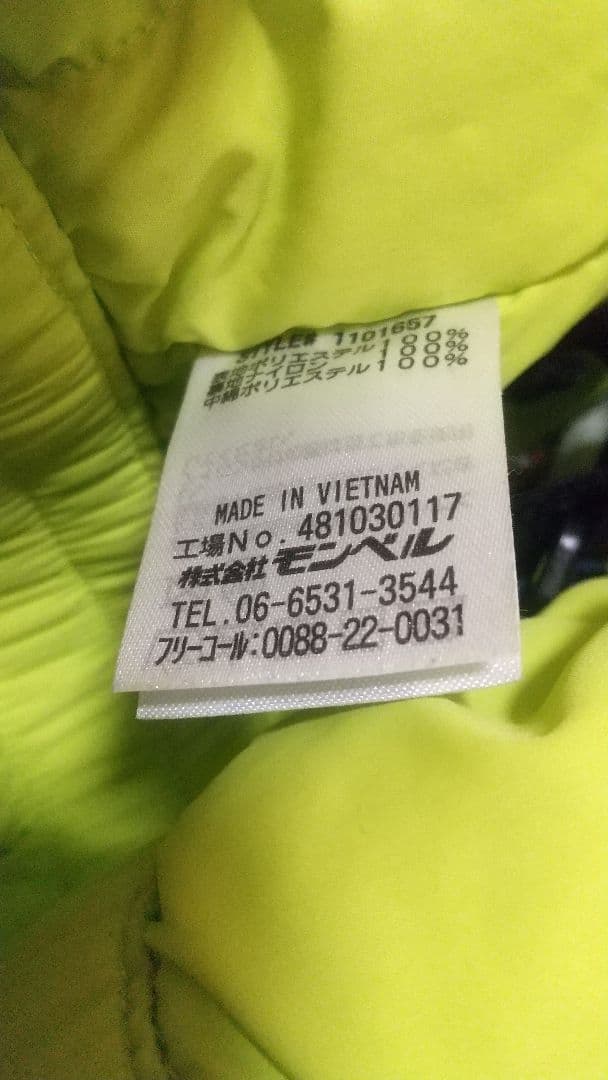 STYLE# 1101657
表地ポリエステル100%
裏地ナイロン100%
中綿ポリエステル100%
MADE IN VIETNAM
工場No. 481030117
株式会社モンベル
TEL.06-6531-3544
フリーコール:0088-22-0031